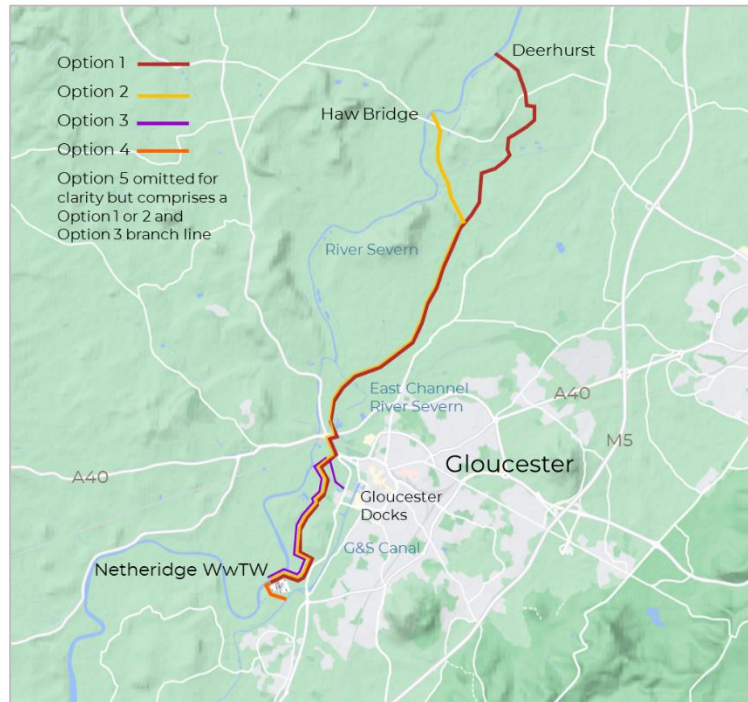 Deerhurst
Option 1
Option 2
Haw Bridge
Option 3
Option 4
Option 5 omitted for
clarity but comprises a
Option 1 or 2 and
Option 3 branch line
River Severn
East Channel
River Severn
A40
M5
Gloucester
A40
Gloucester
Docks
G&S Canal
Netheridge WwTW